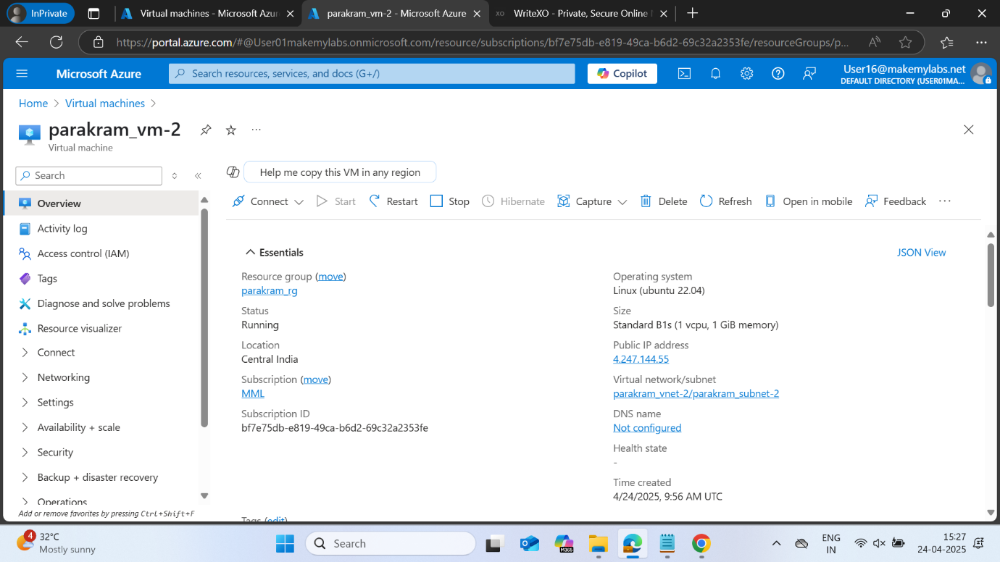 InPrivate
Virtual machines - Microsoft Azur
parakram_vm-2 - Microsoft Azure
XO WriteXO - Private, Secure Online
https://portal.azure.com/#@User01makemylabs.onmicrosoft.com/resource/subscriptions/bf7e75db-e819-49ca-b6d2-69c32a2353fe/resourceGroups/p...
Microsoft Azure
Search resources, services, and docs (G+/)
Copilot
User16@makemylabs.net
DEFAULT DIRECTORY (USER01MA...
Home > Virtual machines >
parakram_vm-2
Virtual machine
Search
Help me copy this VM in any region
Connect
Start
Restart
Stop
Hibernate
Capture
Delete
Refresh
Open in mobile
Feedback
Overview
Activity log
Access control (IAM)
Tags
Diagnose and solve problems
Resource visualizer
Connect
Networking
Settings
Availability + scale
Security
Backup + disaster recovery
Operations
Add or remove favorites by pressing Ctrl+Shift+F
Essentials
JSON View
Resource group (move)
parakram_rg
Status
Running
Location
Central India
Subscription (move)
MML
Subscription ID
bf7e75db-e819-49ca-b6d2-69c32a2353fe
Operating system
Linux (ubuntu 22.04)
Size
Standard B1s (1 vcpu, 1 GiB memory)
Public IP address
4.247.144.55
Virtual network/subnet
parakram_vnet-2/parakram_subnet-2
DNS name
Not configured
Health state
-
Time created
4/24/2025, 9:56 AM UTC
Tags (edit)
4
32°C
Mostly sunny
Search
M365
ENG
IN
15:27
24-04-2025